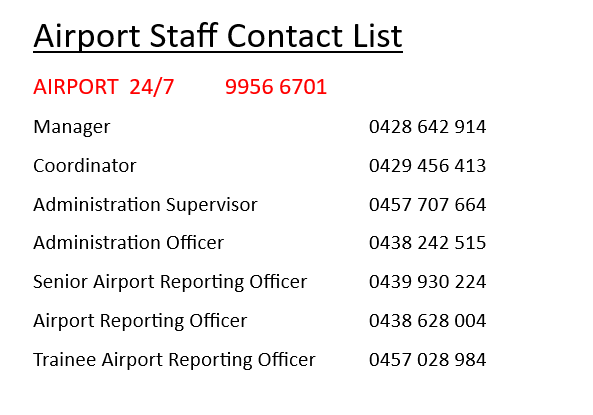 Airport Staff Contact List
AIRPORT 24/7 9956 6701
Manager 0428 642 914
Coordinator 0429 456 413
Administration Supervisor 0457 707 664
Administration Officer 0438 242 515
Senior Airport Reporting Officer 0439 930 224
Airport Reporting Officer 0438 628 004
Trainee Airport Reporting Officer 0457 028 984